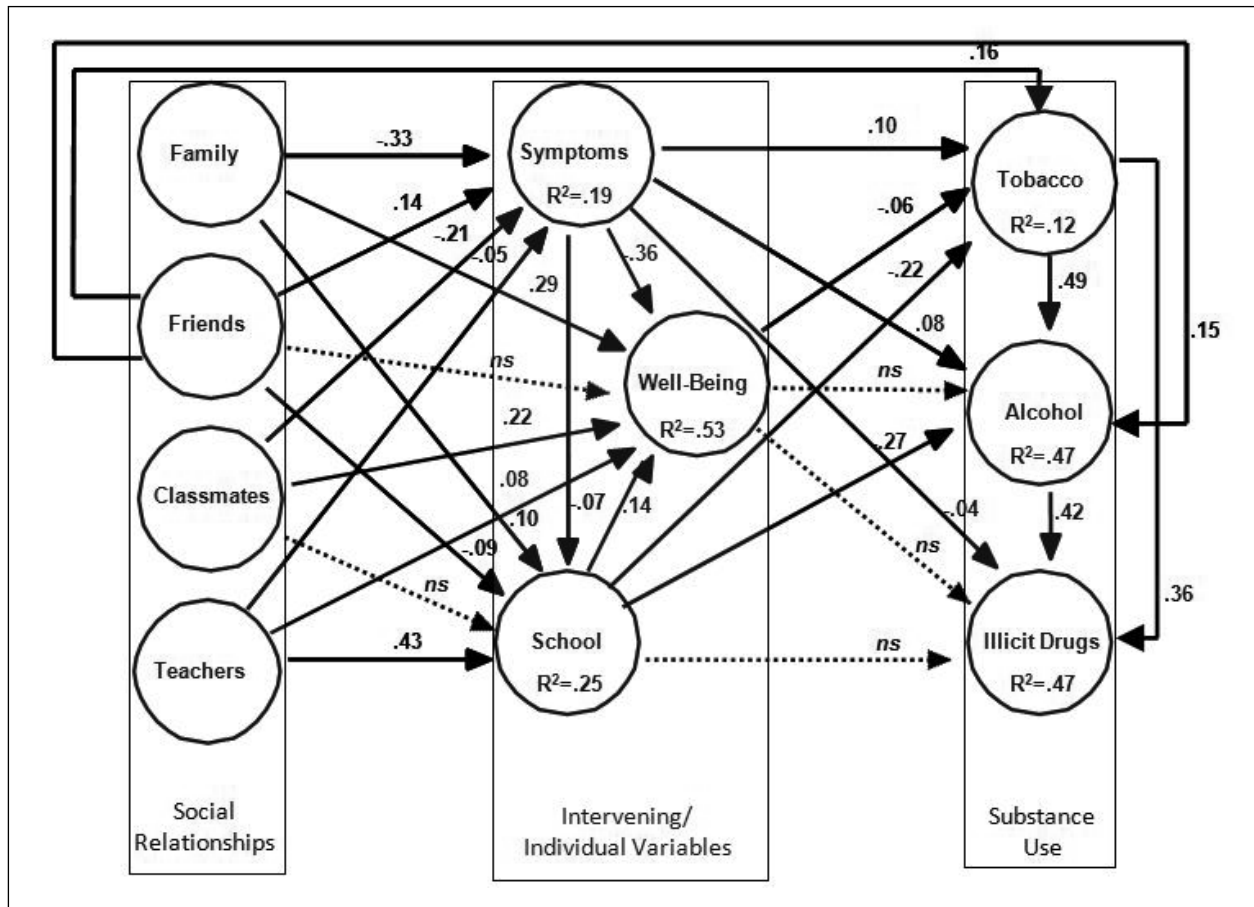 .16
Family
-.33
Symptoms
R²=.19
.10
Tobacco
R²=.12
.14
-.21
-.05
-.06
-.36
.29
-.22
.49
Friends
ns
.08
.15
Well-Being
R²=.53
ns
Alcohol
R²=.47
.22
-.27
Classmates
.08
.10
-.07
.14
-.04
.42
-.09
ns
ns
Teachers
.43
School
R²=.25
ns
Illicit Drugs
R²=.47
.36
Social
Relationships
Intervening/
Individual Variables
Substance
Use